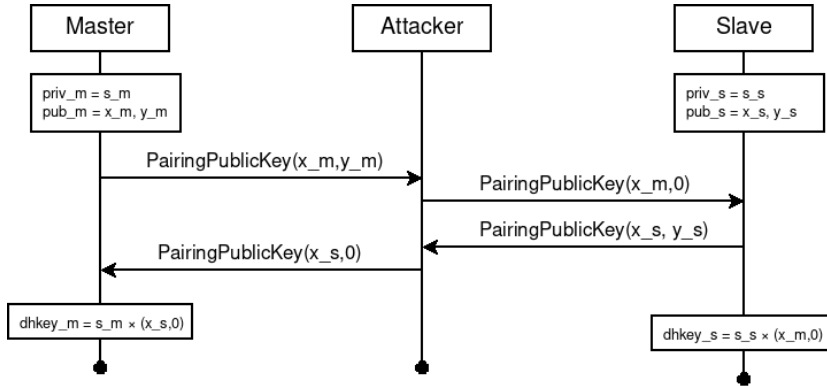 Master
Attacker
Slave
priv_m = s_m
pub_m = x_m, y_m
priv_s = s_s
pub_s = x_s, y_s
PairingPublicKey(x_m,y_m)
PairingPublicKey(x_m,0)
PairingPublicKey(x_s, y_s)
PairingPublicKey(x_s,0)
dhkey_m = s_m × (x_s,0)
dhkey_s = s_s × (x_m,0)